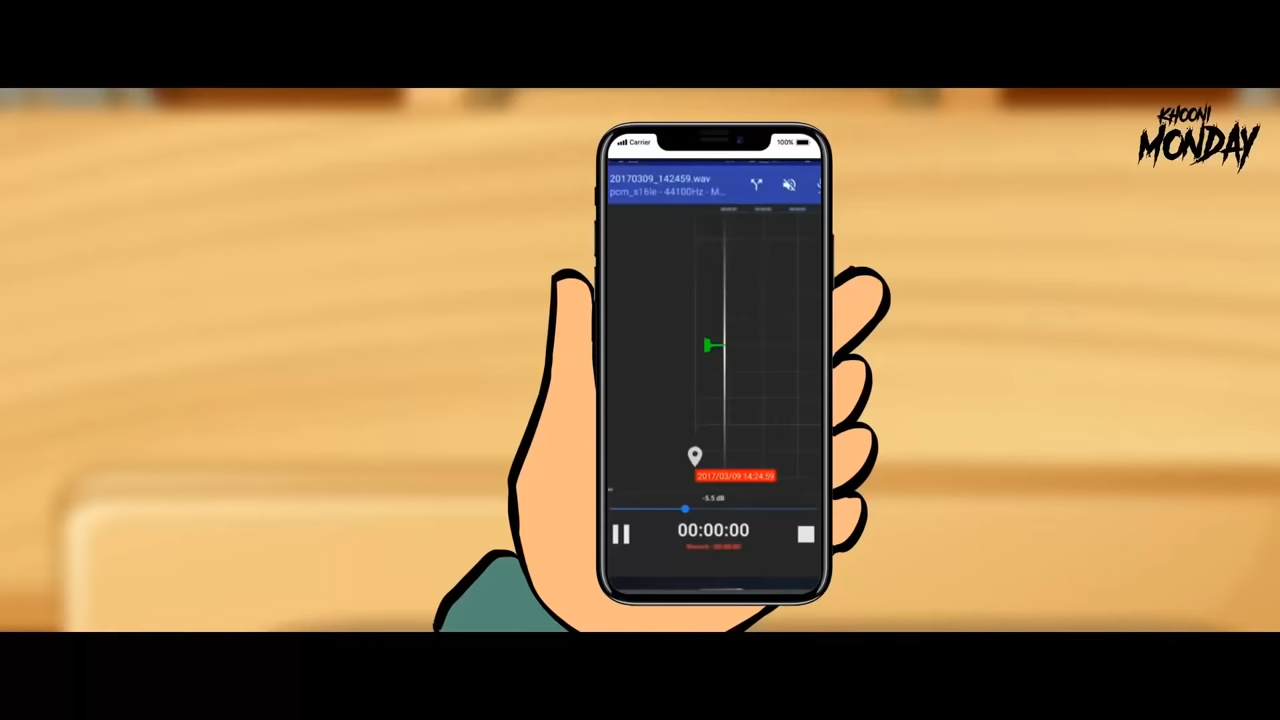 KHOONI
MONDAY
Carrier
100%
20170309_142459.wav
pcm_s16le - 44100Hz - M...
2017/03/09 14:24:59
-5.5 dB
00:00:00